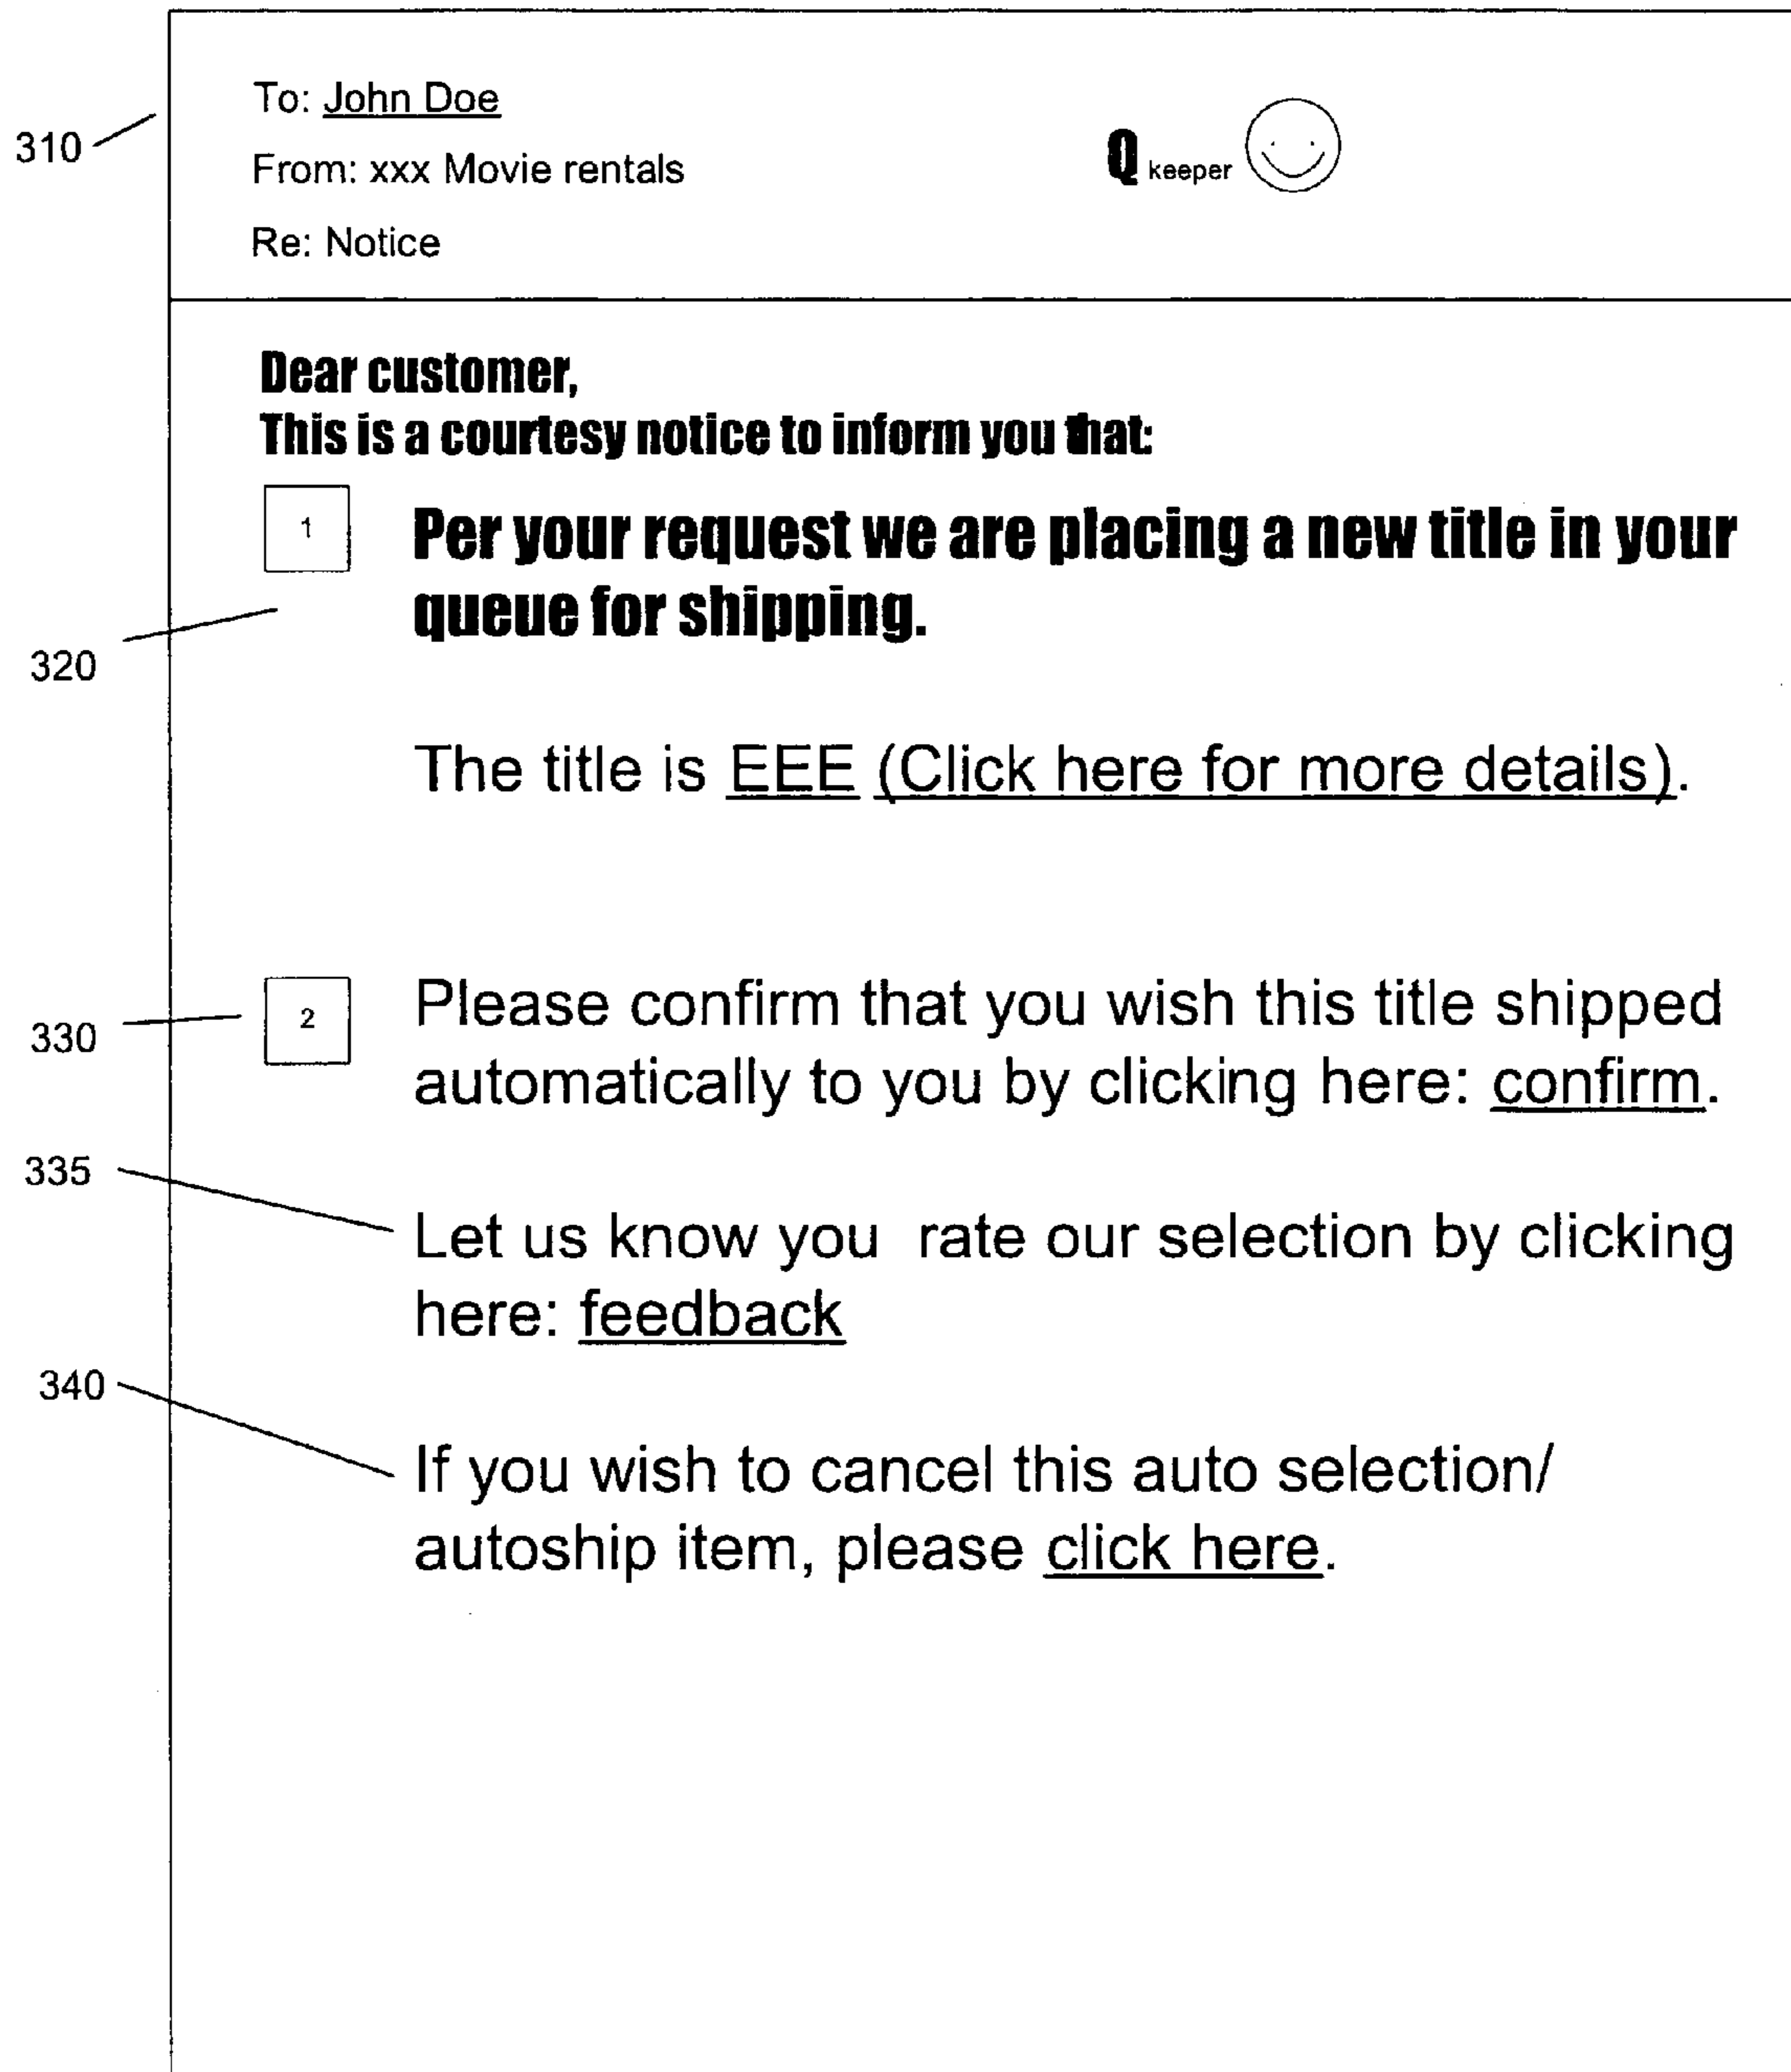 310
To: John Doe
From: xxx Movie rentals
Q keeper
Re: Notice
Dear customer,
This is a courtesy notice to inform you that:
1
Per your request we are placing a new title in your
queue for shipping.
320
The title is EEE (Click here for more details).
330
2
Please confirm that you wish this title shipped
automatically to you by clicking here: confirm.
335
Let us know you rate our selection by clicking
here: feedback
340
If you wish to cancel this auto selection/
autoship item, please click here.